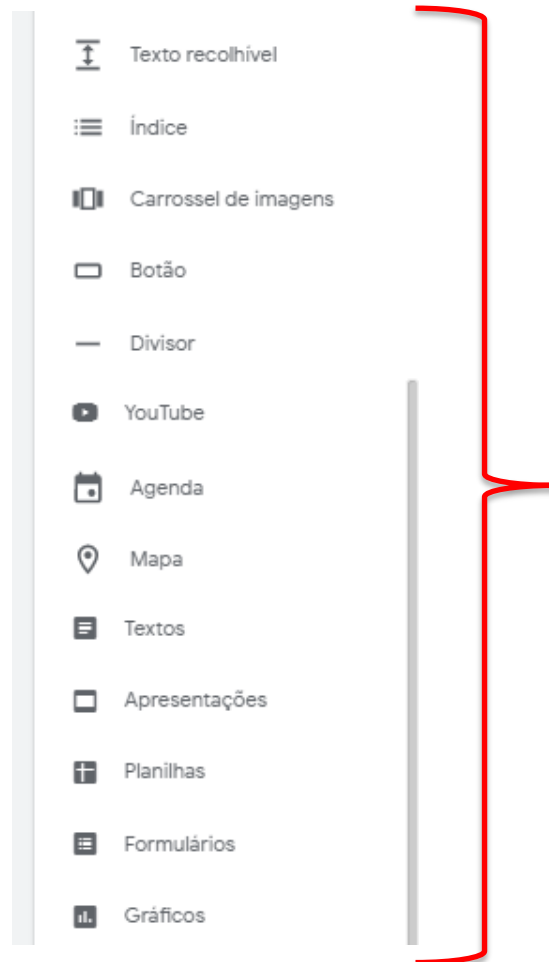 Texto recolhível
Índice
Carrossel de imagens
Botão
Divisor
YouTube
Agenda
Mapa
Textos
Apresentações
Planilhas
Formulários
Gráficos